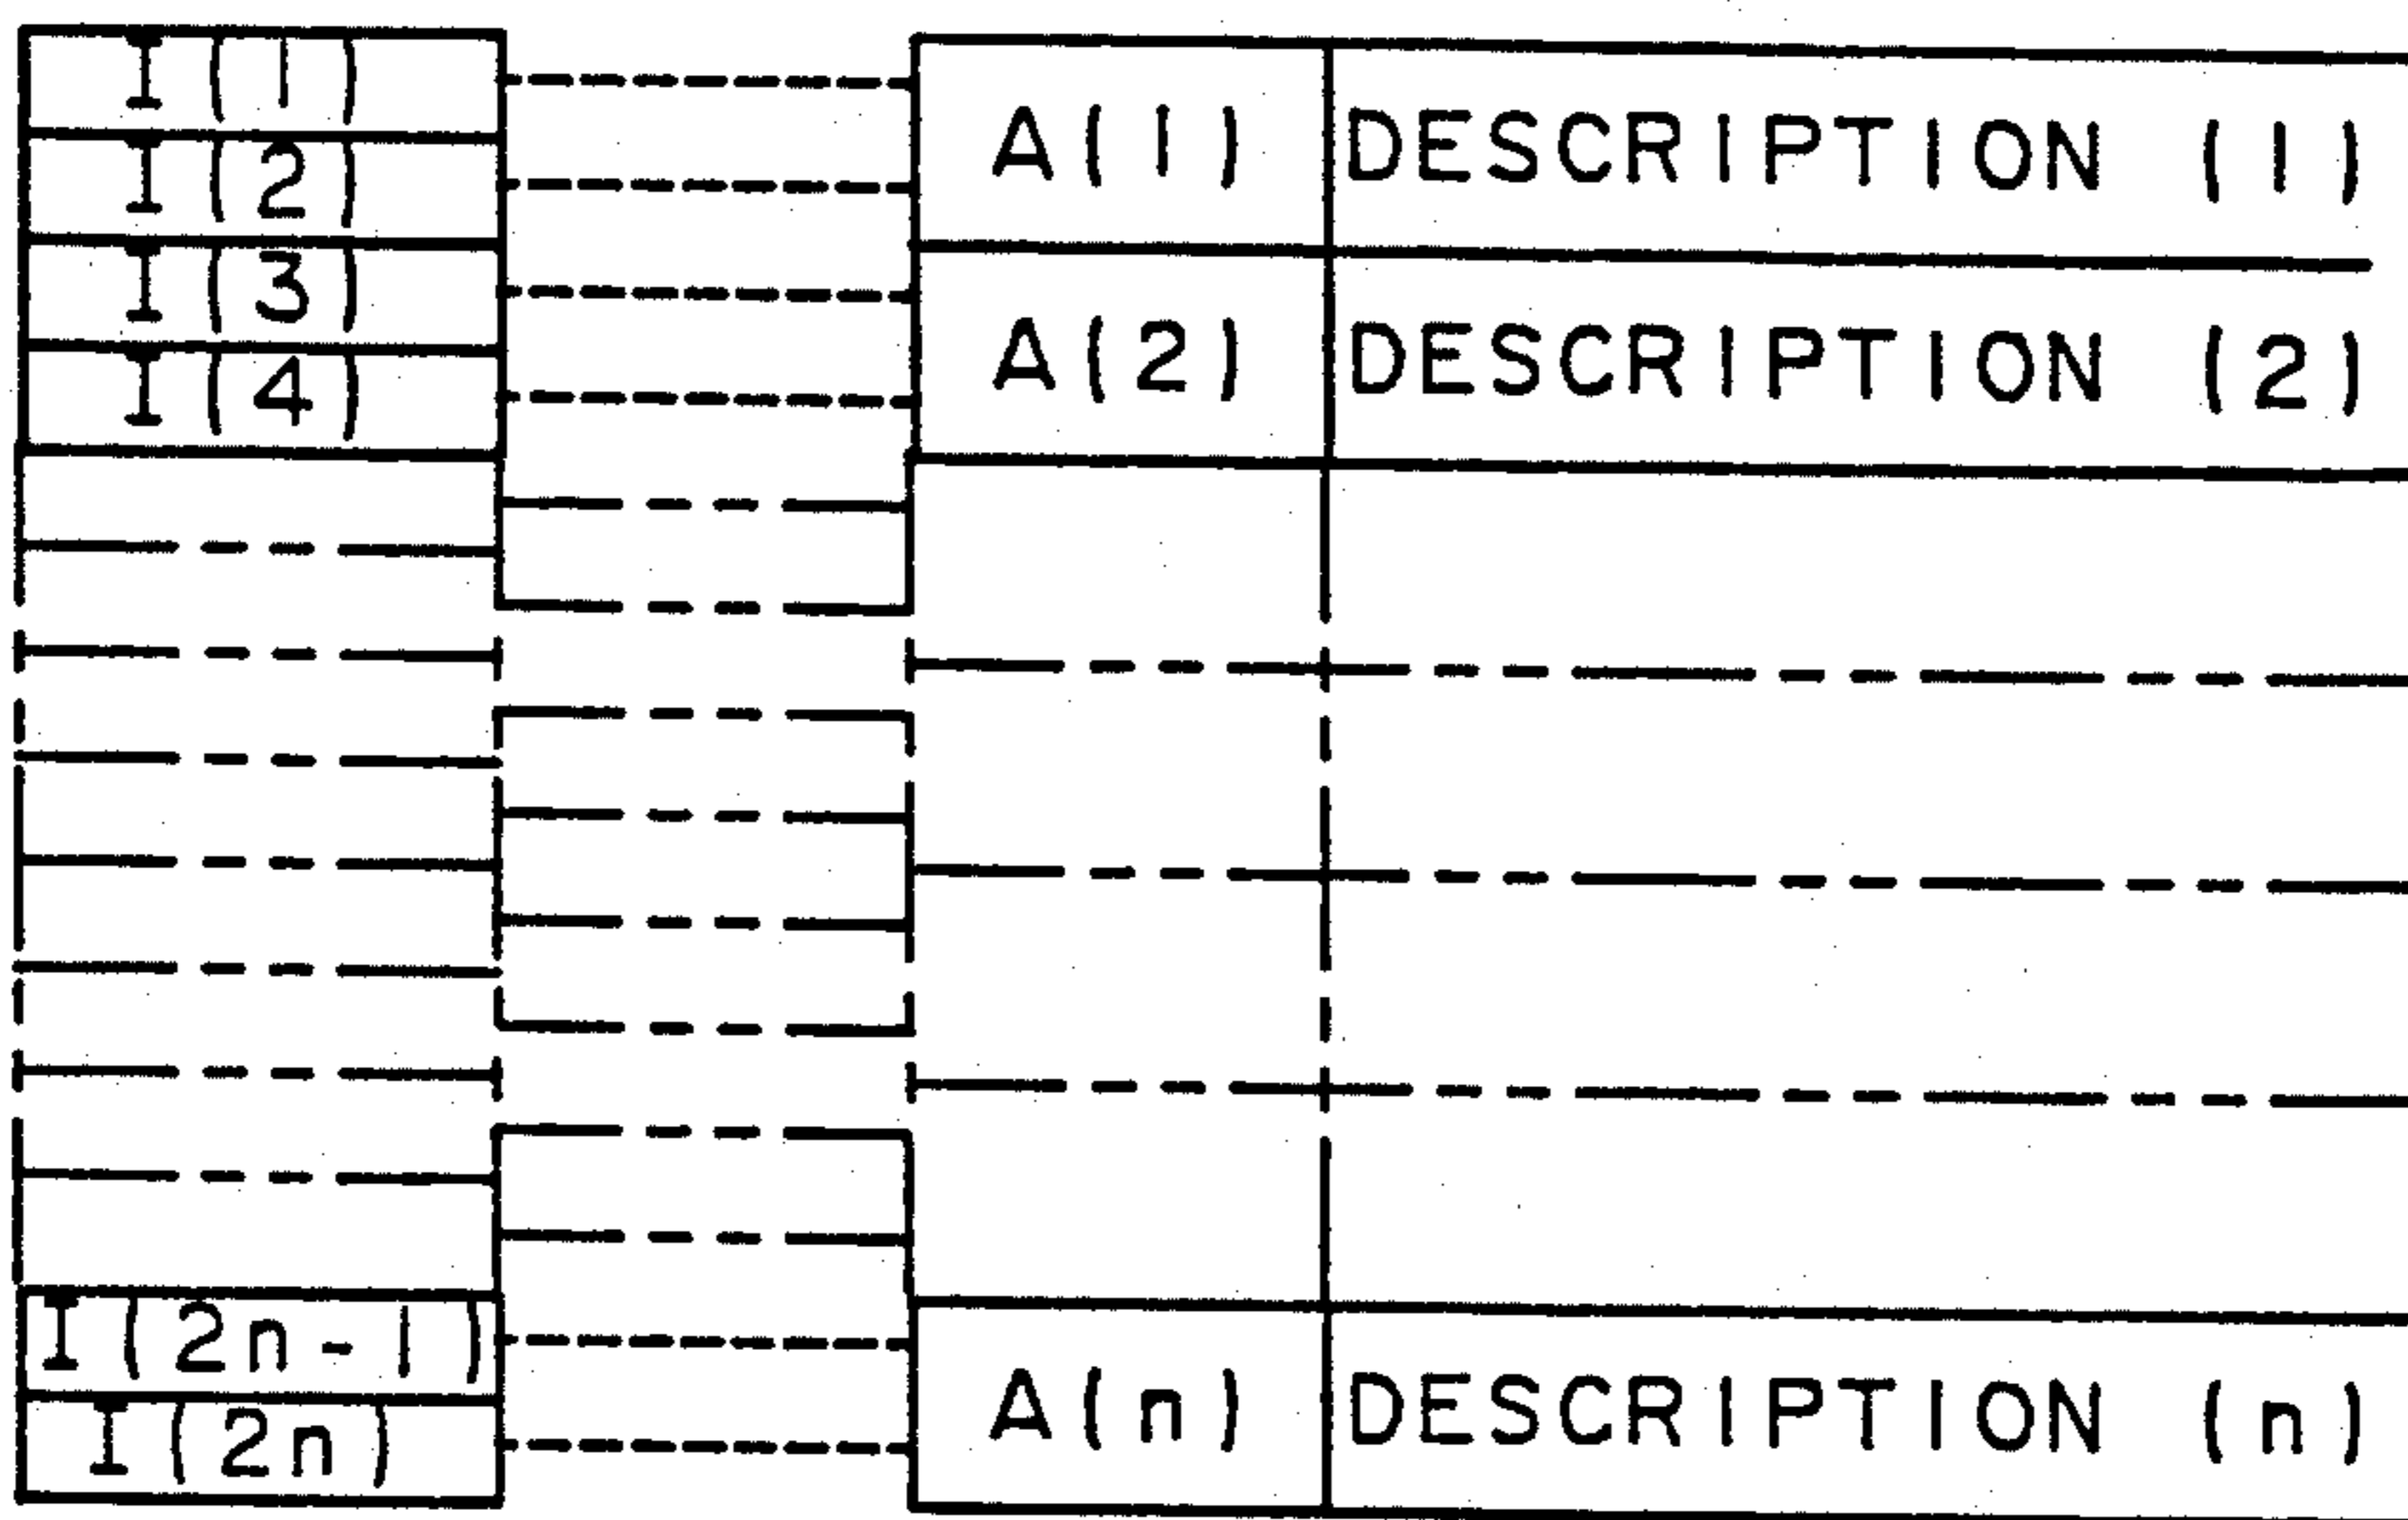 I(1)
I(2)
A(1) DESCRIPTION (1)
I(3)
I(4)
A(2) DESCRIPTION (2)
I(2n-1)
I(2n)
A(n) DESCRIPTION (n)